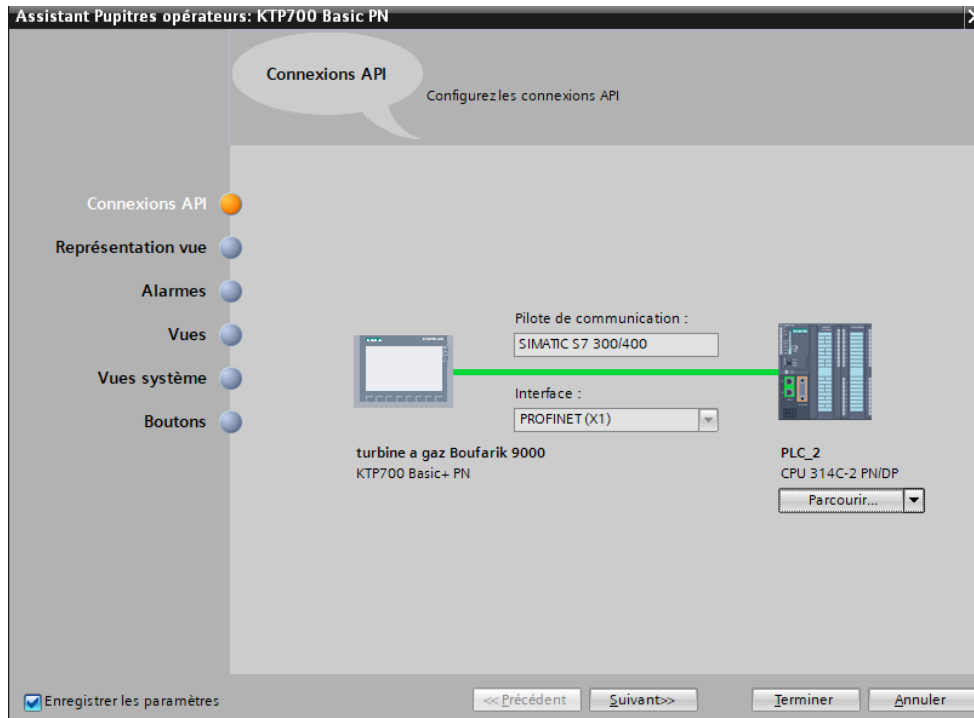 Assistant Pupitres opérateurs: KTP700 Basic PN
Connexions API
Configurez les connexions API
Connexions API
Représentation vue
Alarmes
Vues
Vues système
Boutons
Pilote de communication :
SIMATIC S7 300/400
Interface :
PROFINET (X1)
turbine a gaz Boufarik 9000
KTP700 Basic+ PN
PLC_2
CPU 314C-2 PN/DP
Parcourir...
Enregistrer les paramètres
<<Précédent
Suivant>>
Terminer
Annuler